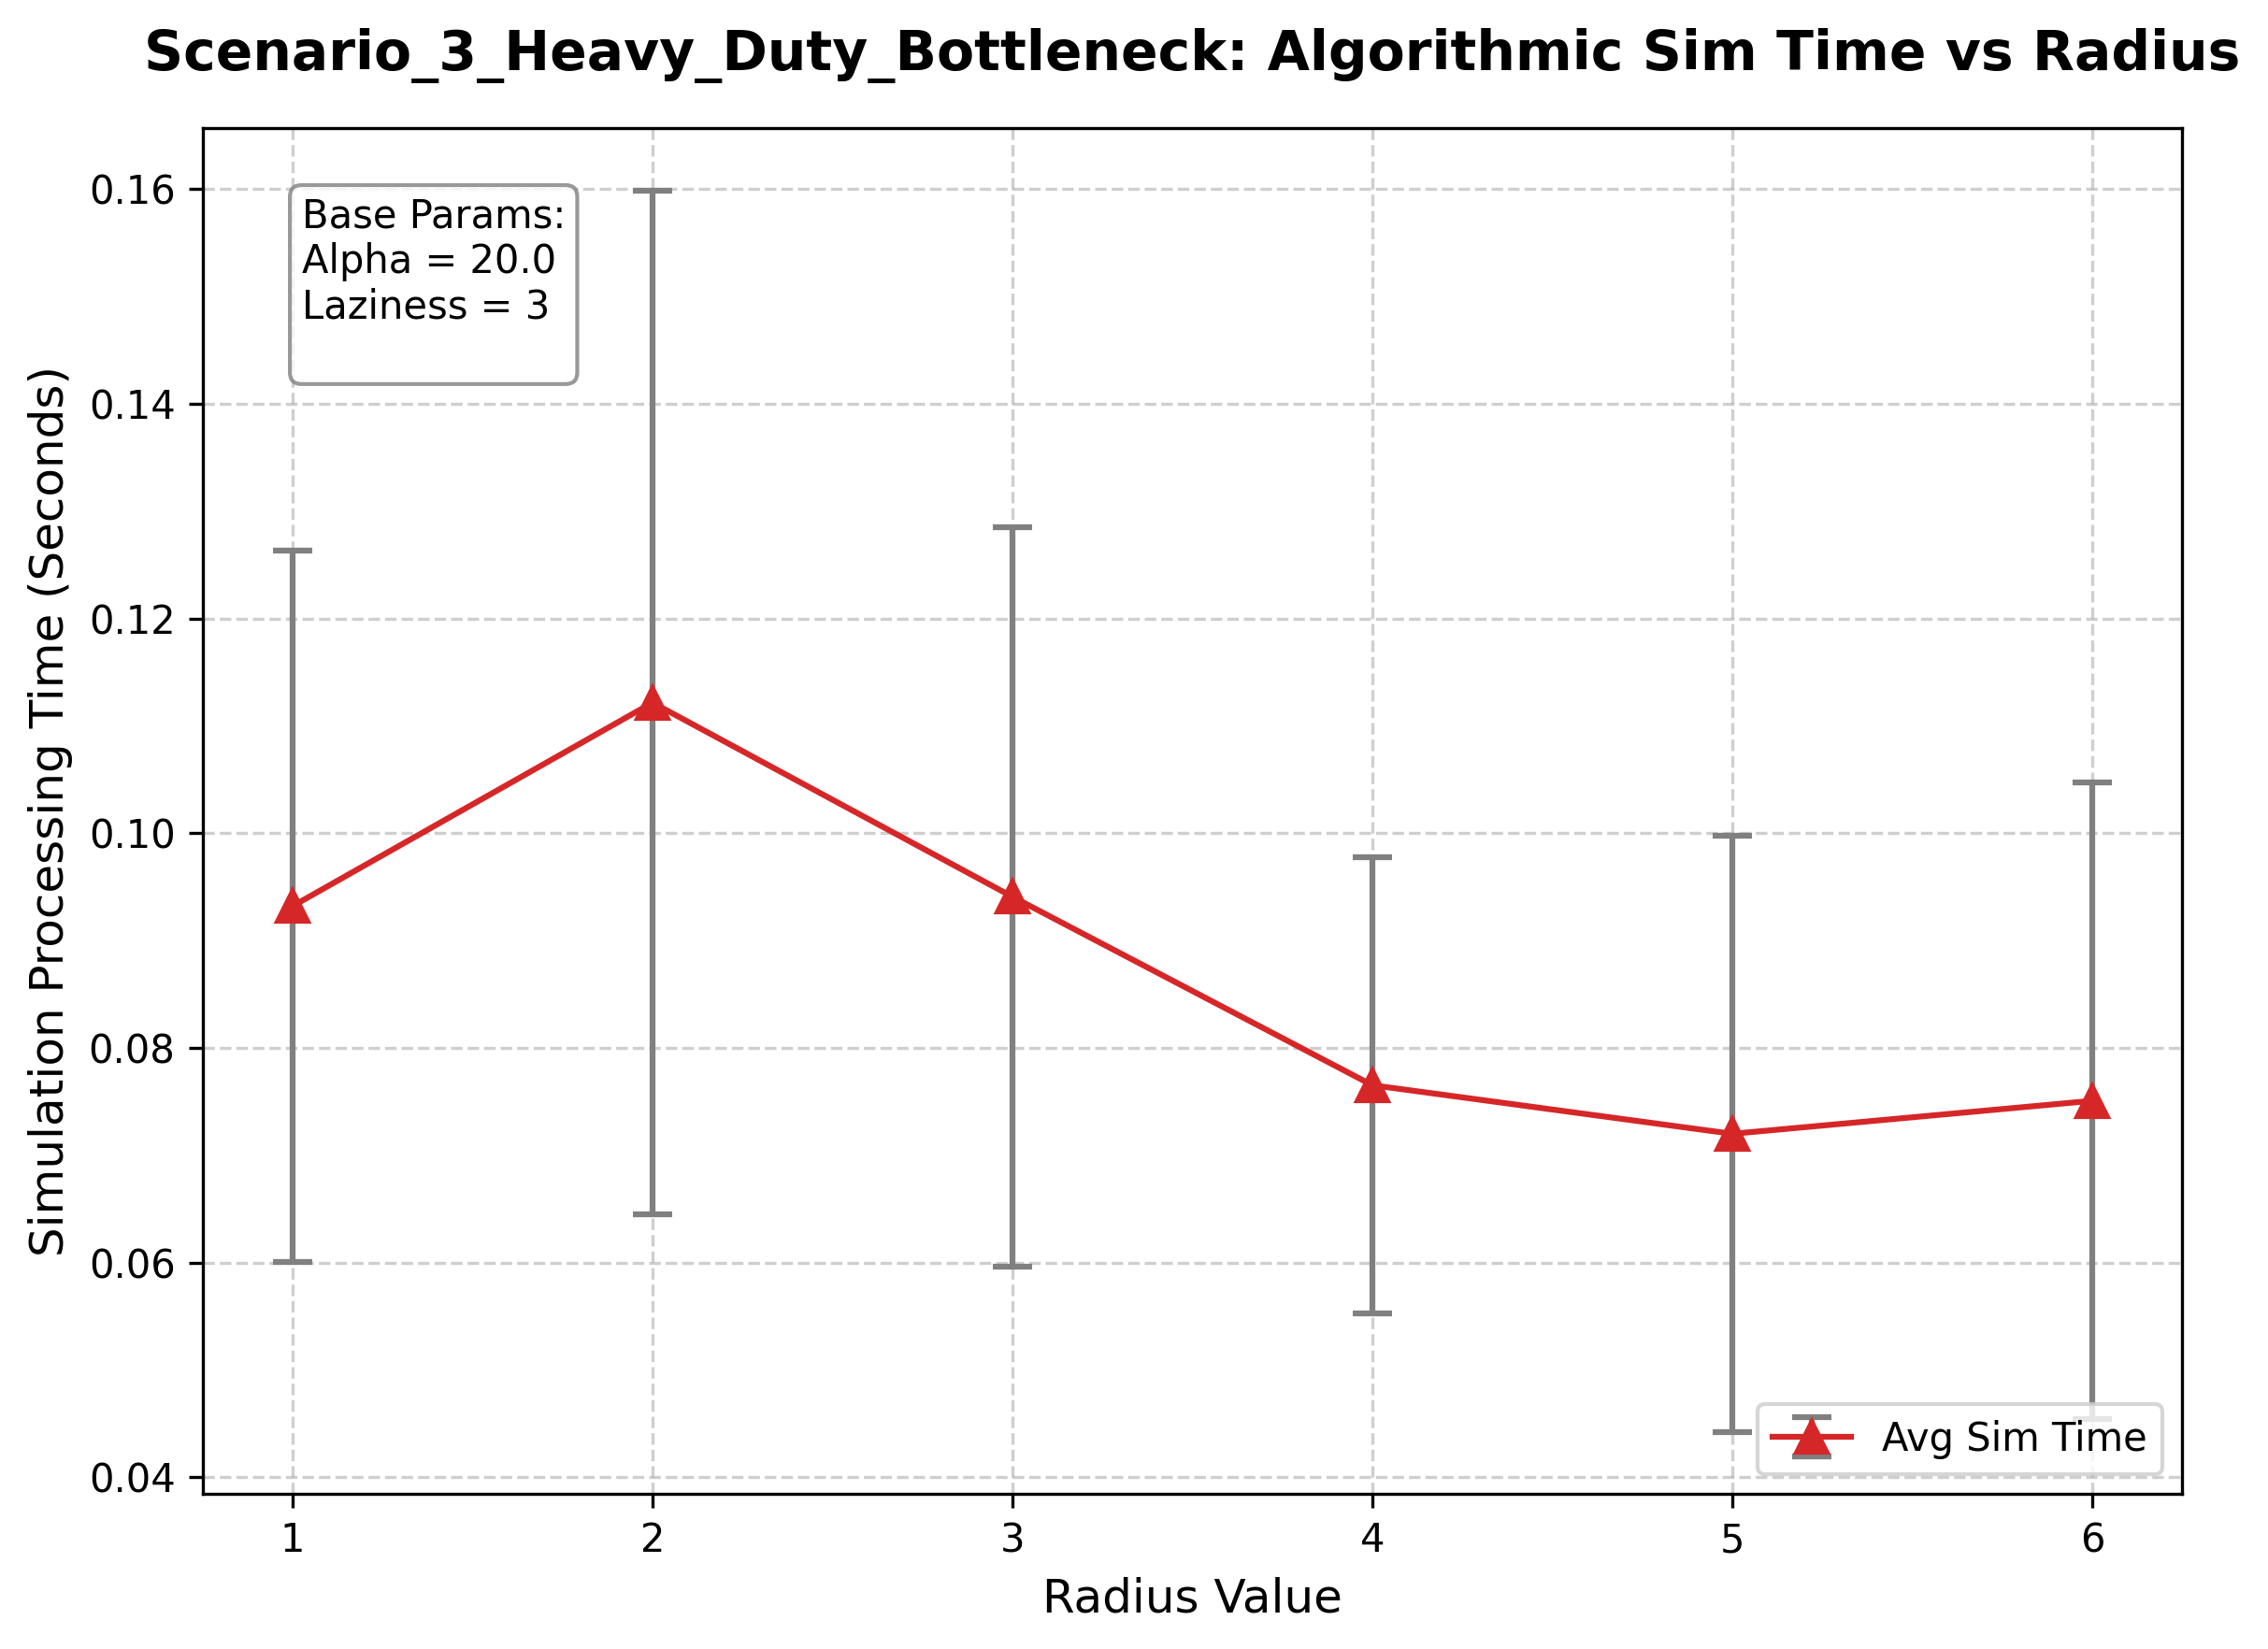 Scenario_3_Heavy_Duty_Bottleneck: Algorithmic Sim Time vs Radius
Simulation Processing Time (Seconds)
0.16
0.14
0.12
0.10
0.08
0.06
0.04
Base Params:
Alpha = 20.0
Laziness = 3
Avg Sim Time
1 2 3 4 5 6
Radius Value